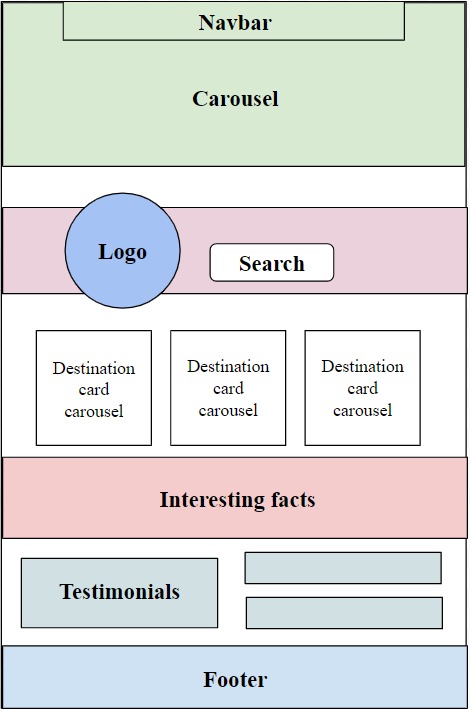 Navbar
Carousel
Logo
Search
Destination
card
carousel
Destination
card
carousel
Destination
card
carousel
Interesting facts
Testimonials
Footer